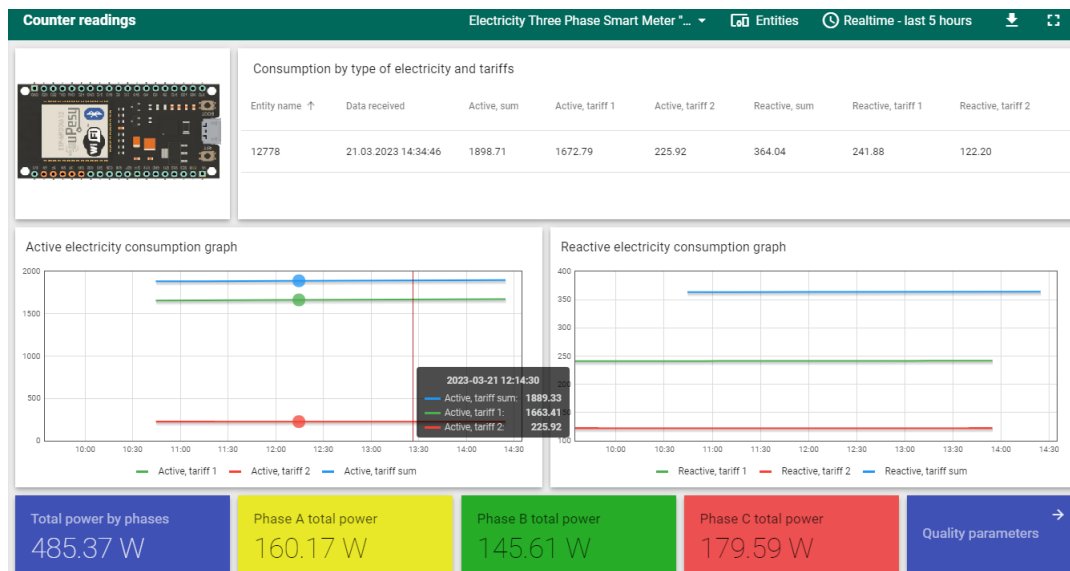 Counter readings
Electricity Three Phase Smart Meter "...
Entities
Realtime - last 5 hours
uPesy
WiFi
BOOT
Consumption by type of electricity and tariffs
Entity name ↑ Data received Active, sum Active, tariff 1 Active, tariff 2 Reactive, sum Reactive, tariff 1 Reactive, tariff 2
12778 21.03.2023 14:34:46 1898.71 1672.79 225.92 364.04 241.88 122.20
Active electricity consumption graph
2000
1500
1000
500
0
10:00 10:30 11:00 11:30 12:00 12:30 13:00 13:30 14:00 14:30
Active, tariff 1 Active, tariff 2 Active, tariff sum
2023-03-21 12:14:30
Active, tariff sum: 1889.33
Active, tariff 1: 1663.41
Active, tariff 2: 225.92
Reactive electricity consumption graph
400
350
300
250
200
100
10:00 10:30 11:00 11:30 12:00 12:30 13:00 13:30 14:00 14:30
Reactive, tariff 1 Reactive, tariff 2 Reactive, tariff sum
Total power by phases
485.37 W
Phase A total power
160.17 W
Phase B total power
145.61 W
Phase C total power
179.59 W
Quality parameters